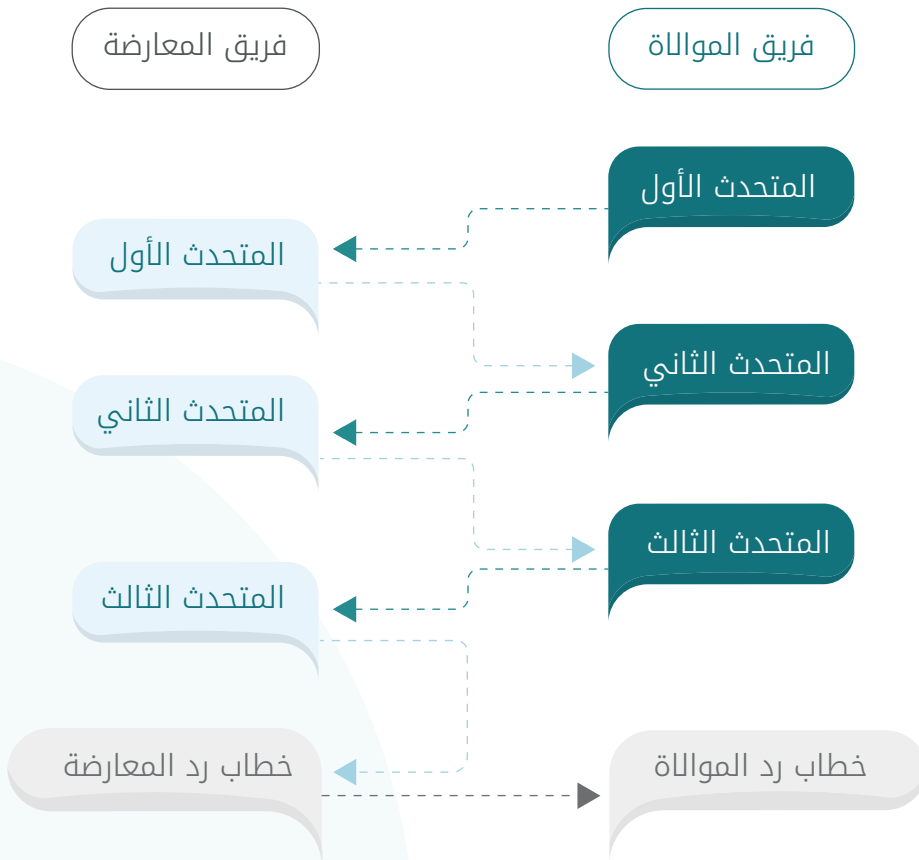 فريق الموالاة
فريق المعارضة
المتحدث الأول
المتحدث الأول
المتحدث الثاني
المتحدث الثاني
المتحدث الثالث
المتحدث الثالث
خطاب رد الموالاة
خطاب رد المعارضة